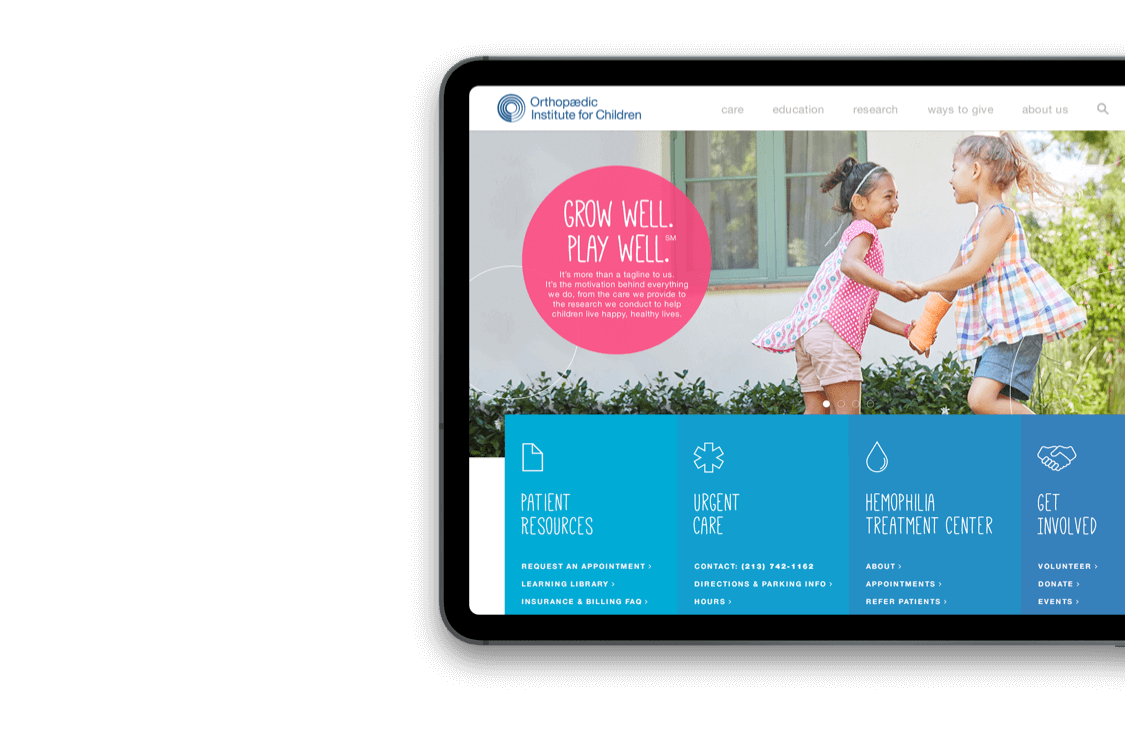 Orthopædic
Institute for Children
care education research ways to give about us
GROW WELL.
PLAY WELL.℠
It's more than a tagline to us.
It's the motivation behind everything
we do, from the care we provide to
the research we conduct to help
children live happy, healthy lives.
PATIENT
RESOURCES
REQUEST AN APPOINTMENT >
LEARNING LIBRARY >
INSURANCE & BILLING FAQ >
URGENT
CARE
CONTACT: (213) 742-1162
DIRECTIONS & PARKING INFO >
HOURS >
HEMOPHILIA
TREATMENT CENTER
ABOUT >
APPOINTMENTS >
REFER PATIENTS >
GET
INVOLVED
VOLUNTEER >
DONATE >
EVENTS >